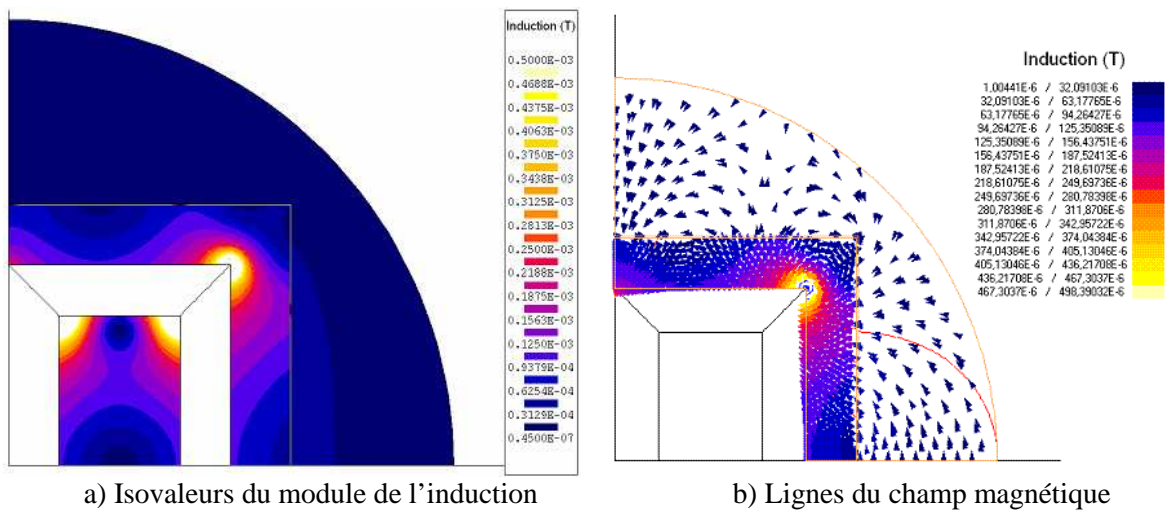 Induction (T)
0.5000E-03
0.4688E-03
0.4375E-03
0.4063E-03
0.3750E-03
0.3438E-03
0.3125E-03
0.2813E-03
0.2500E-03
0.2188E-03
0.1875E-03
0.1563E-03
0.1250E-03
0.9379E-04
0.6254E-04
0.3129E-04
0.4500E-07
a) Isovaleurs du module de l’induction
Induction (T)
1,00441E-6 / 32,09103E-6
32,09103E-6 / 63,17765E-6
63,17765E-6 / 94,26427E-6
94,26427E-6 / 125,35089E-6
125,35089E-6 / 156,43751E-6
156,43751E-6 / 187,52413E-6
187,52413E-6 / 218,61075E-6
218,61075E-6 / 249,69736E-6
249,69736E-6 / 280,78398E-6
280,78398E-6 / 311,8706E-6
311,8706E-6 / 342,95722E-6
342,95722E-6 / 374,04384E-6
374,04384E-6 / 405,13046E-6
405,13046E-6 / 436,21708E-6
436,21708E-6 / 467,3037E-6
467,3037E-6 / 498,39032E-6
b) Lignes du champ magnétique